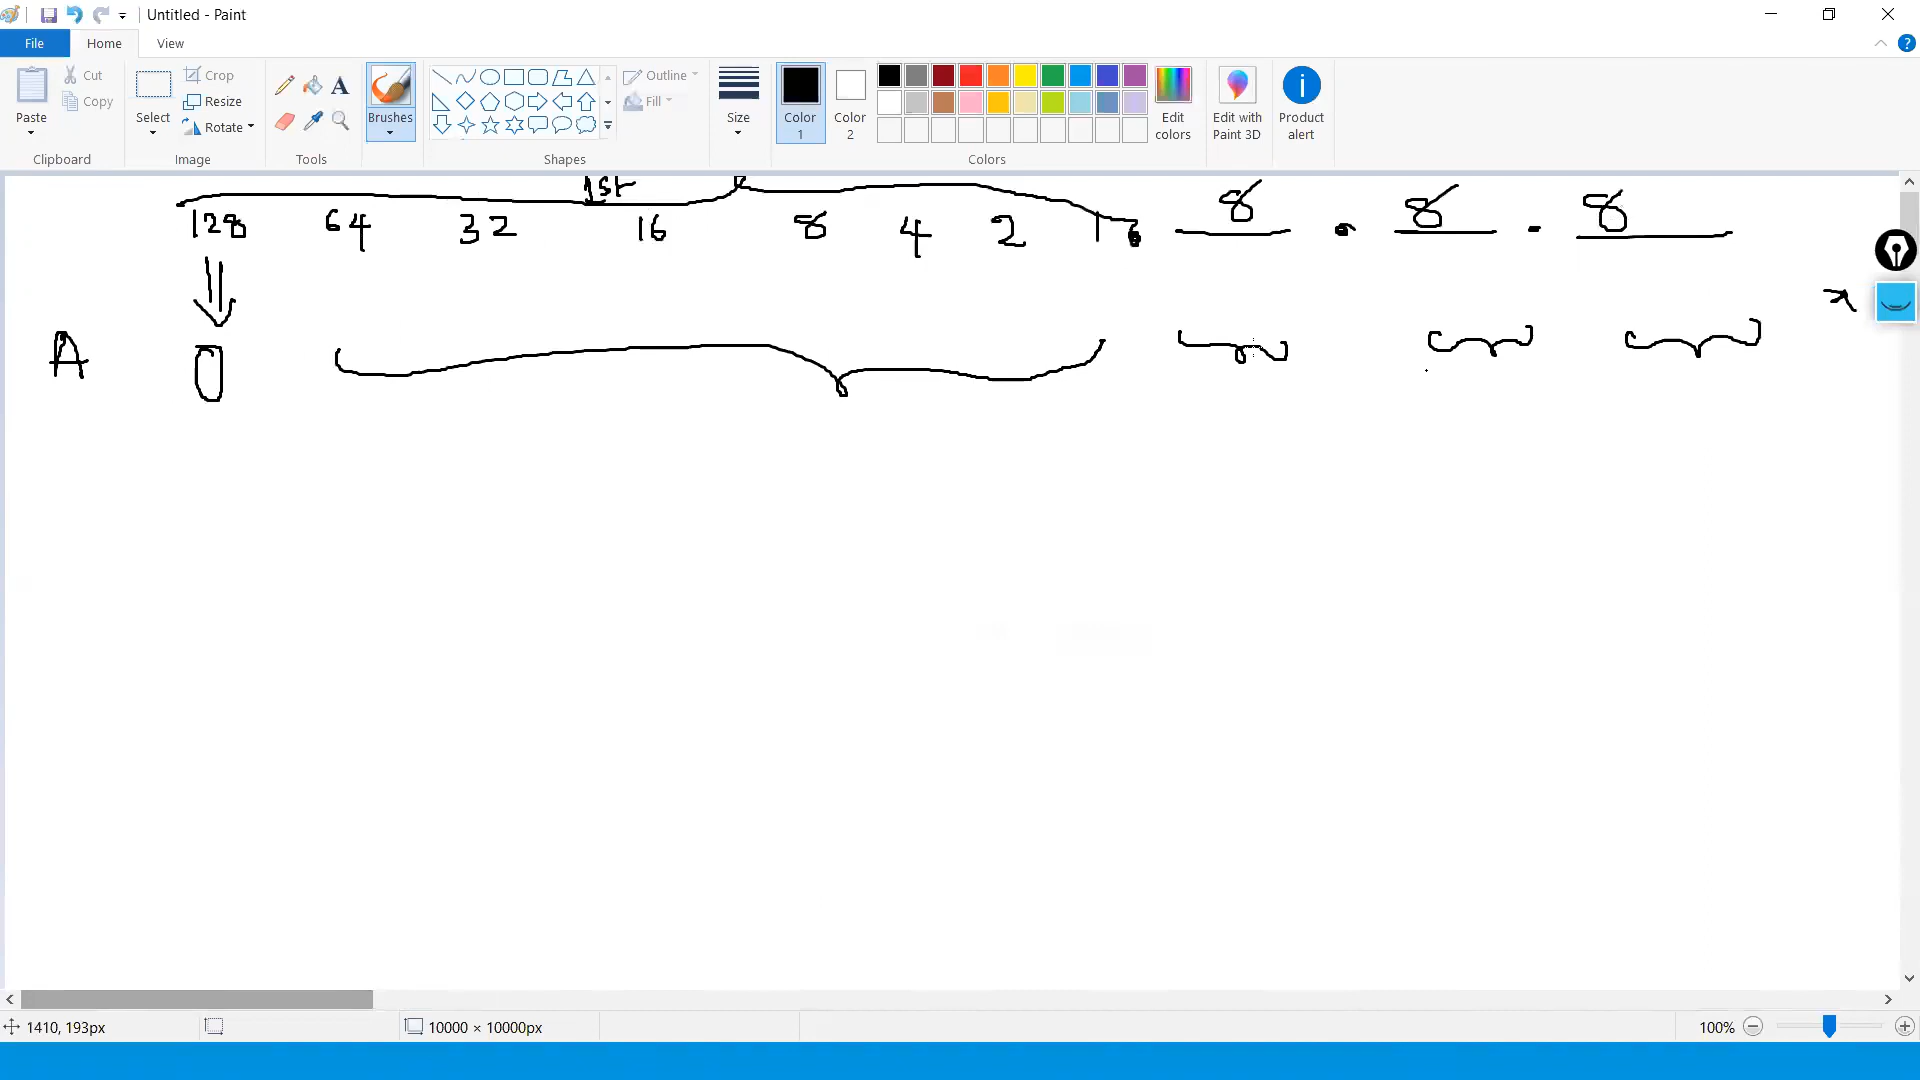 Untitled - Paint
File Home View
Cut
Copy
Paste
Clipboard
Crop
Resize
Rotate
Select
Image
Tools
Brushes
Outline
Fill
Shapes
Size
Color 1
Color 2
Edit colors
Colors
Edit with Paint 3D
Product alert
1st
128 64 32 16 8 4 2 1 . 8 . 8 . 8
A 0
1410, 193px
10000 × 10000px
100%